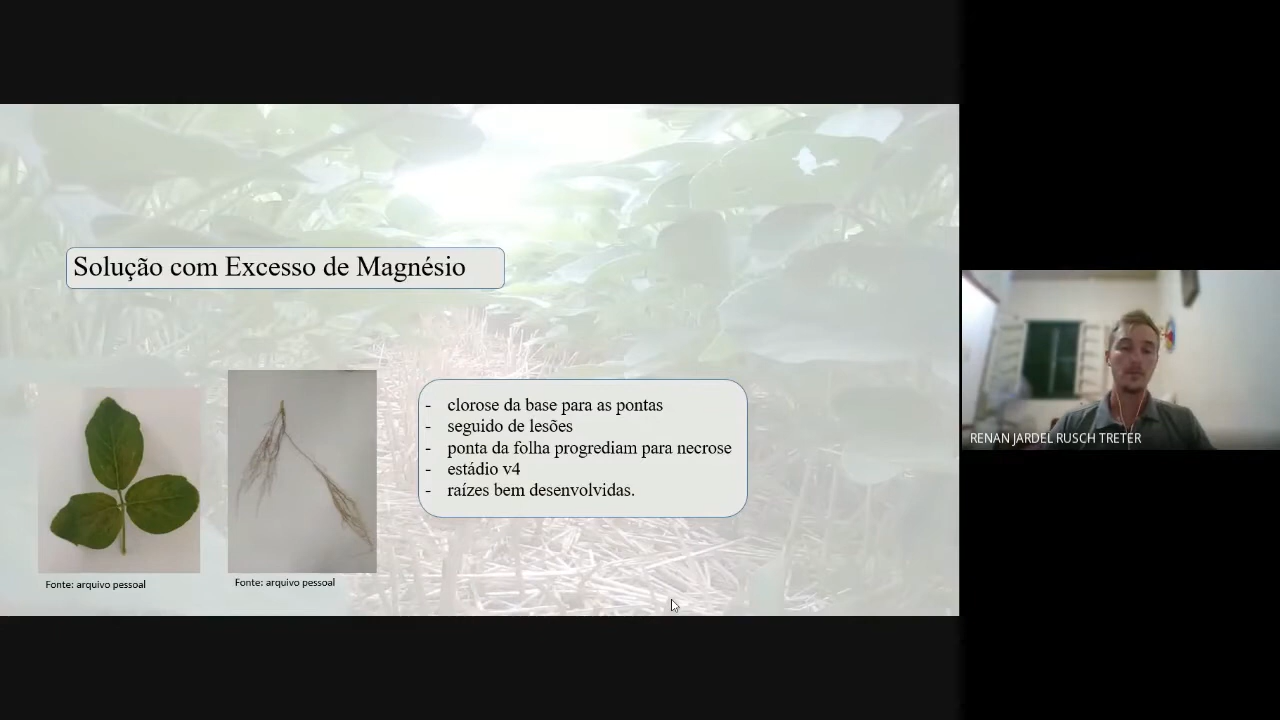 Solução com Excesso de Magnésio
- clorose da base para as pontas
- seguido de lesões
- ponta da folha progrediam para necrose
- estádio v4
- raízes bem desenvolvidas.
Fonte: arquivo pessoal
Fonte: arquivo pessoal
RENAN JARDEL RUSCH TRETER